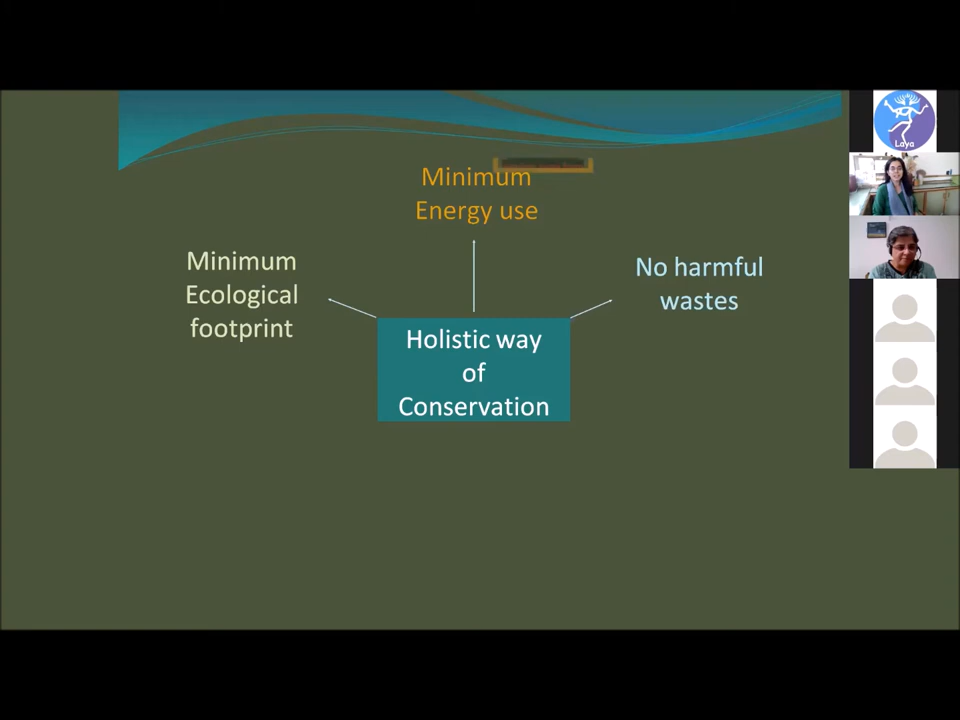 Minimum
Energy use
Minimum
Ecological
footprint
No harmful
wastes
Holistic way
of
Conservation
Laya